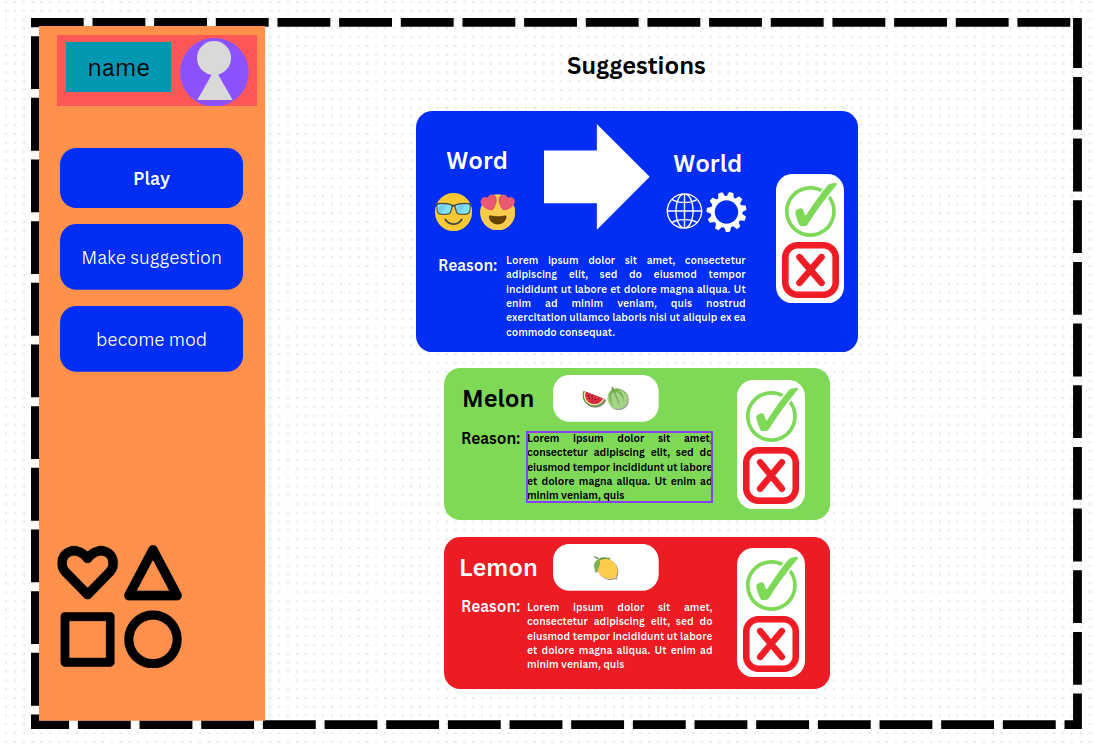 name
Play
Make suggestion
become mod
Suggestions
Word
World
Reason:
Lorem ipsum dolor sit amet, consectetur
adipiscing elit, sed do eiusmod tempor
incididunt ut labore et dolore magna aliqua. Ut
enim ad minim veniam, quis nostrud
exercitation ullamco laboris nisi ut aliquip ex ea
commodo consequat.
Melon
Reason:
Lorem ipsum dolor sit amet,
consectetur adipiscing elit, sed do
eiusmod tempor incididunt ut labore
et dolore magna aliqua. Ut enim ad
minim veniam, quis
Lemon
Reason:
Lorem ipsum dolor sit amet,
consectetur adipiscing elit, sed do
eiusmod tempor incididunt ut labore
et dolore magna aliqua. Ut enim ad
minim veniam, quis